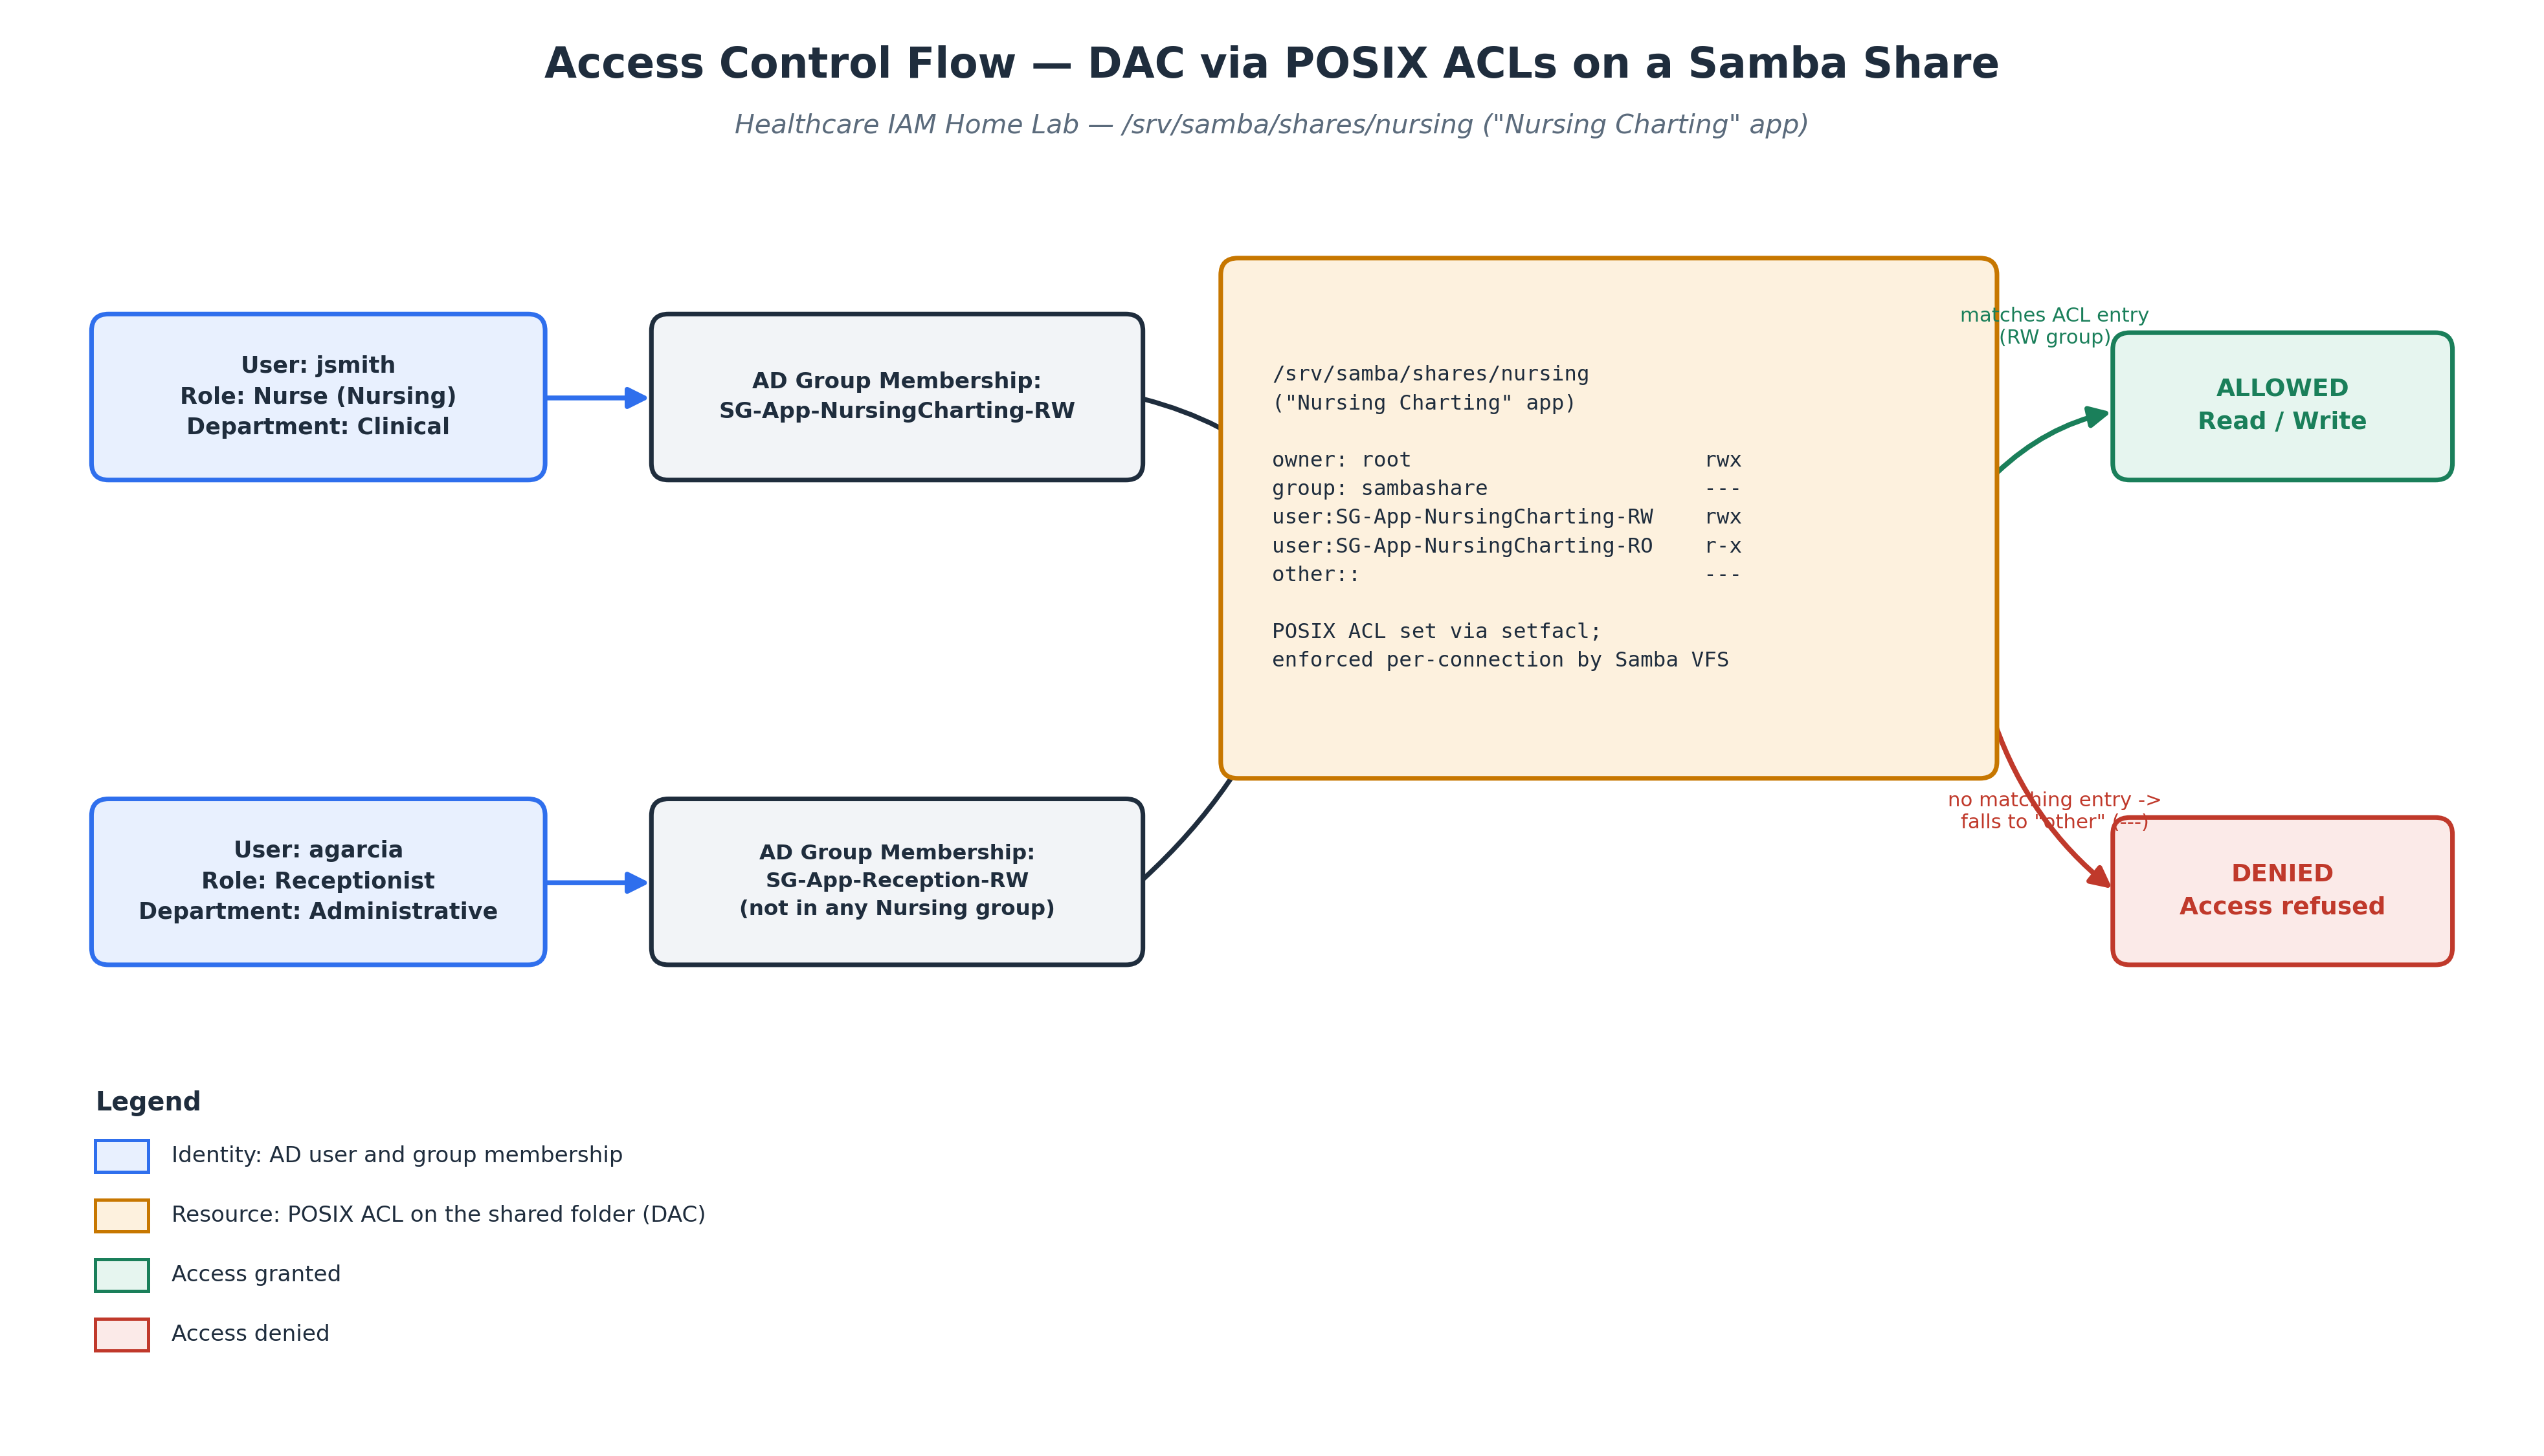 Access Control Flow — DAC via POSIX ACLs on a Samba Share
Healthcare IAM Home Lab — /srv/samba/shares/nursing ("Nursing Charting" app)
User: jsmith
Role: Nurse (Nursing)
Department: Clinical
AD Group Membership:
SG-App-NursingCharting-RW
/srv/samba/shares/nursing
("Nursing Charting" app)
owner: root rwx
group: sambashare ---
user:SG-App-NursingCharting-RW rwx
user:SG-App-NursingCharting-RO r-x
other:: ---
POSIX ACL set via setfacl;
enforced per-connection by Samba VFS
matches ACL entry
(RW group)
ALLOWED
Read / Write
User: agarcia
Role: Receptionist
Department: Administrative
AD Group Membership:
SG-App-Reception-RW
(not in any Nursing group)
no matching entry ->
falls to "other" (---)
DENIED
Access refused
Legend
Identity: AD user and group membership
Resource: POSIX ACL on the shared folder (DAC)
Access granted
Access denied